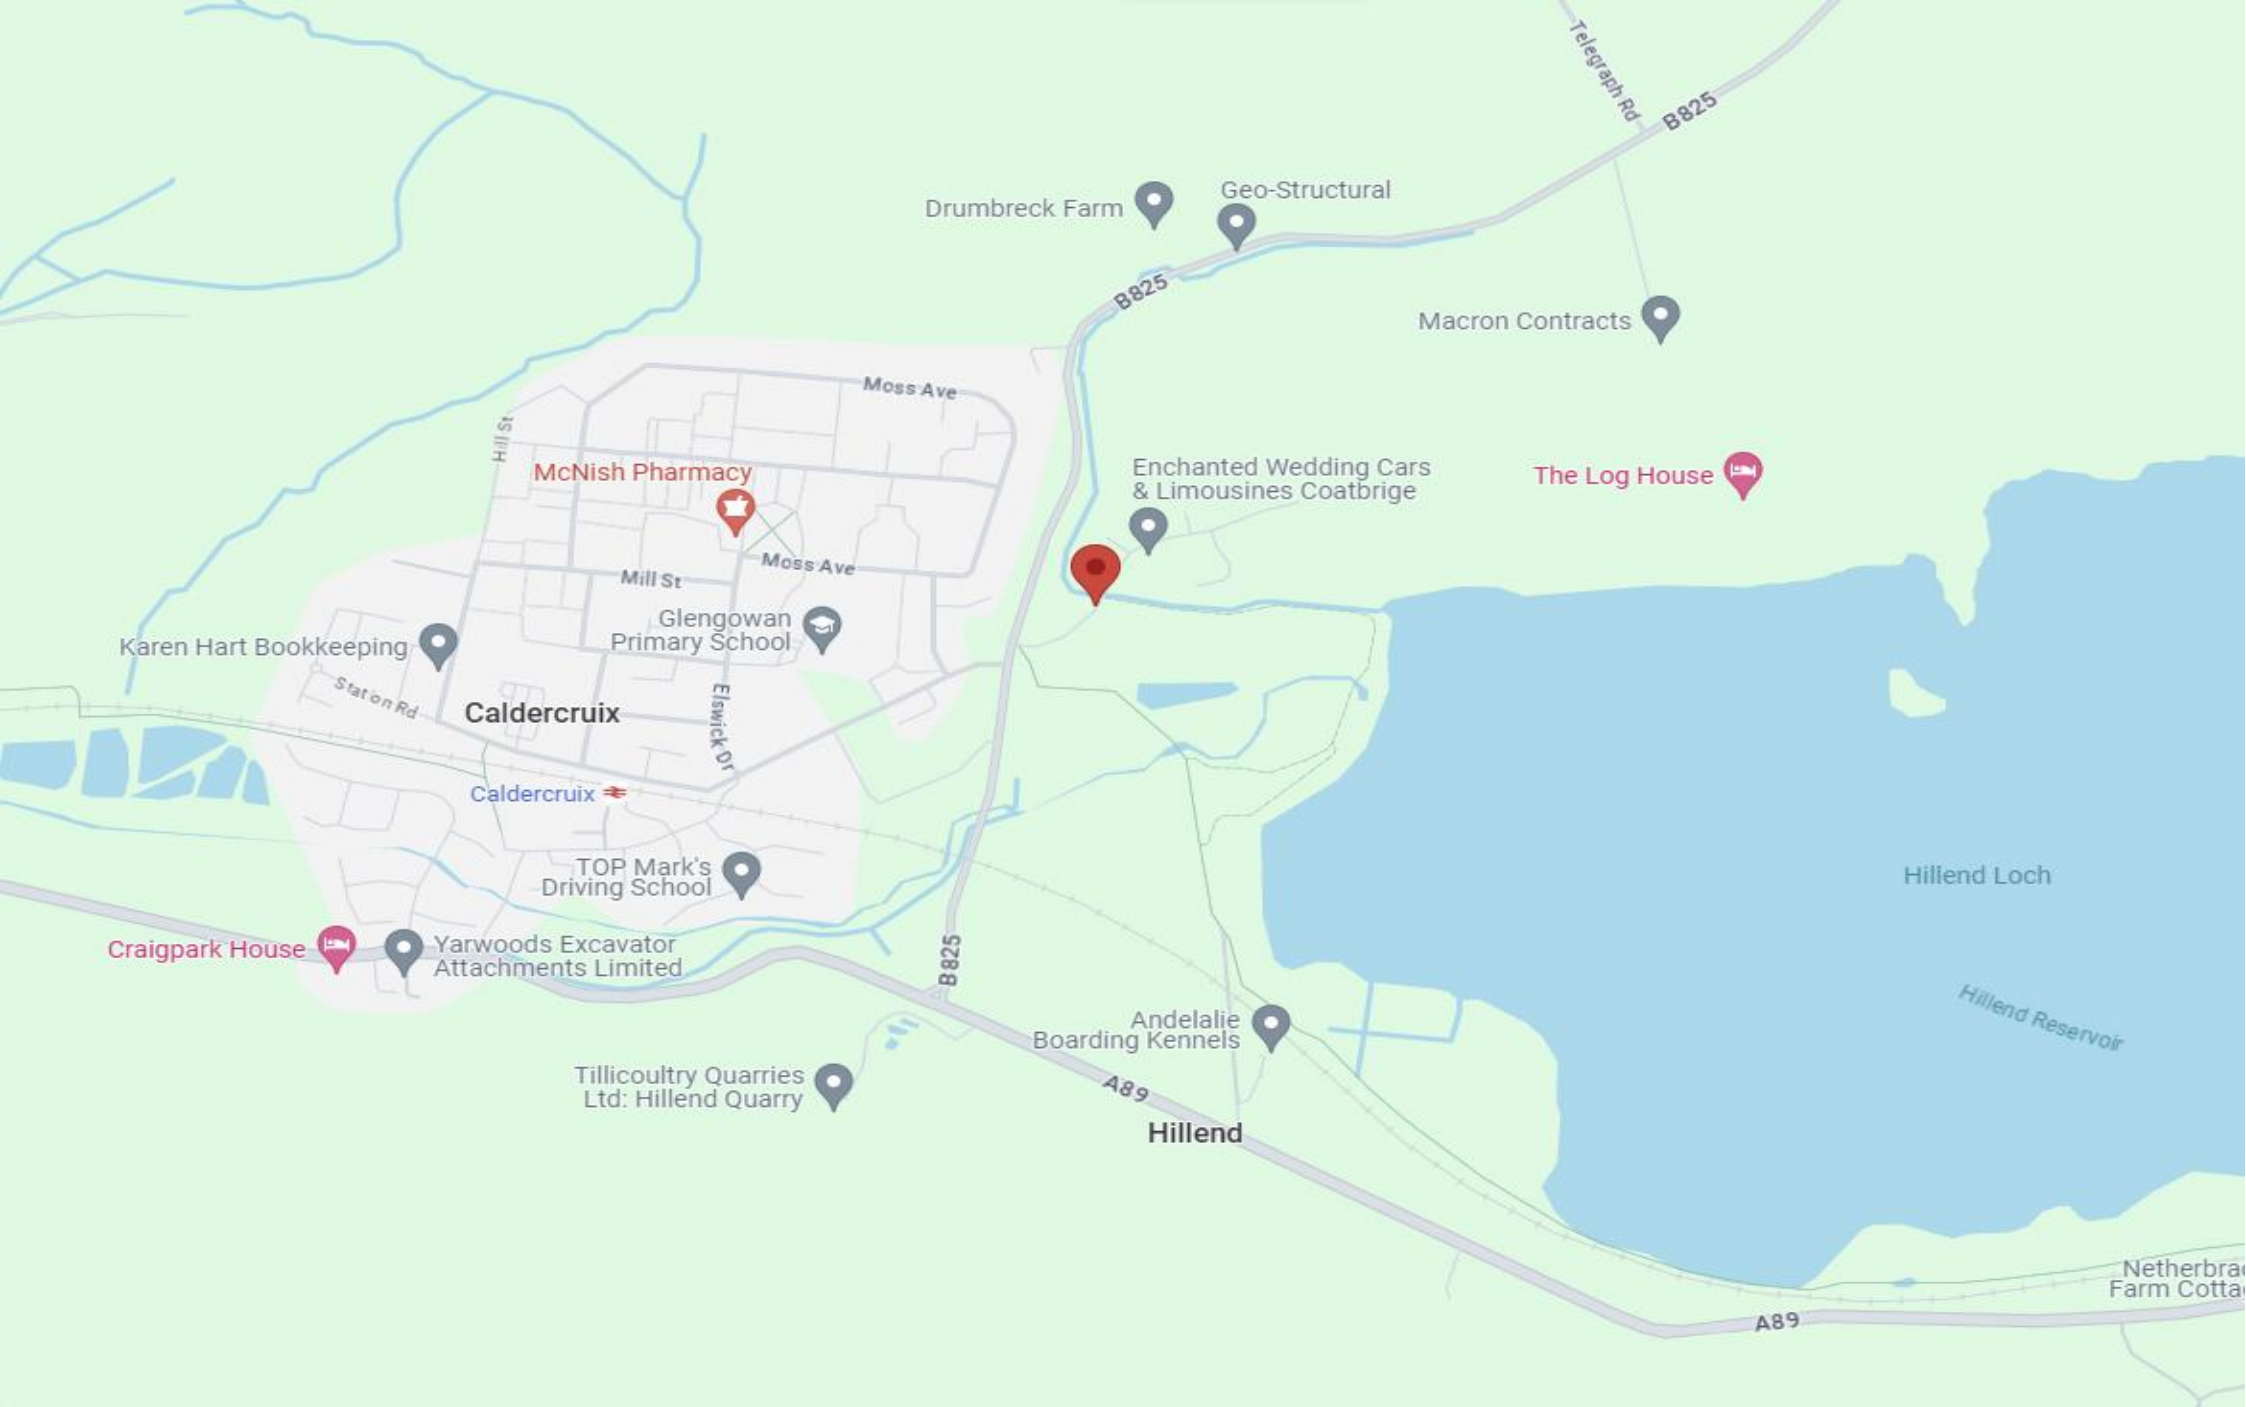 Telegraph Rd
B825
Geo-Structural
Drumbreck Farm
B825
Macron Contracts
Moss Ave
Hill St
McNish Pharmacy
Enchanted Wedding Cars
& Limousines Coatbrige
The Log House
Moss Ave
Mill St
Glengowan
Primary School
Karen Hart Bookkeeping
Station Rd
Caldercruix
Elswick Dr
Caldercruix
TOP Mark's
Driving School
Hillend Loch
Craigpark House
Yarwoods Excavator
Attachments Limited
B825
Hillend Reservoir
Andelalie
Boarding Kennels
Tillicoultry Quarries
Ltd: Hillend Quarry
A89
Hillend
Netherbra
Farm Cotta
A89